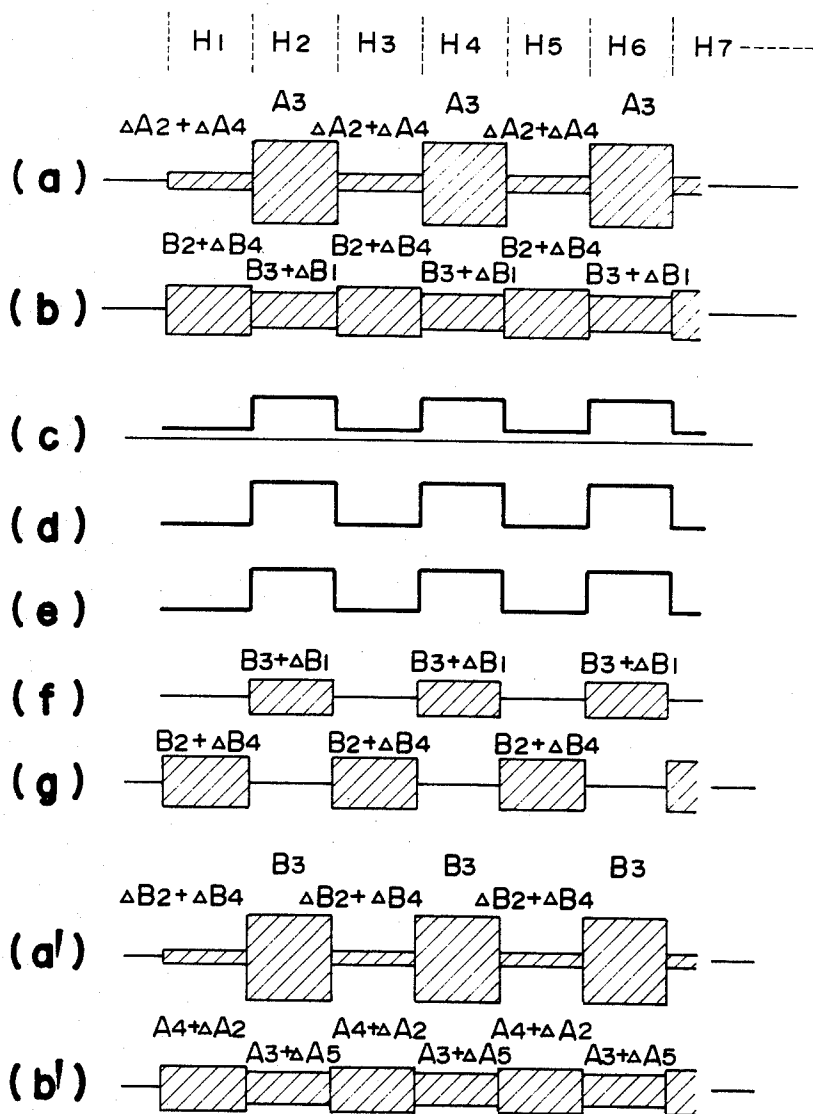 H1 H2 H3 H4 H5 H6 H7
A3 A3 A3
ΔA2+ΔA4 ΔA2+ΔA4 ΔA2+ΔA4
(a)
B2+ΔB4 B2+ΔB4 B2+ΔB4
B3+ΔB1 B3+ΔB1 B3+ΔB1
(b)
(c)
(d)
(e)
B3+ΔB1 B3+ΔB1 B3+ΔB1
(f)
B2+ΔB4 B2+ΔB4 B2+ΔB4
(g)
B3 B3 B3
ΔB2+ΔB4 ΔB2+ΔB4 ΔB2+ΔB4
(a')
A4+ΔA2 A4+ΔA2 A4+ΔA2
A3+ΔA5 A3+ΔA5 A3+ΔA5
(b')